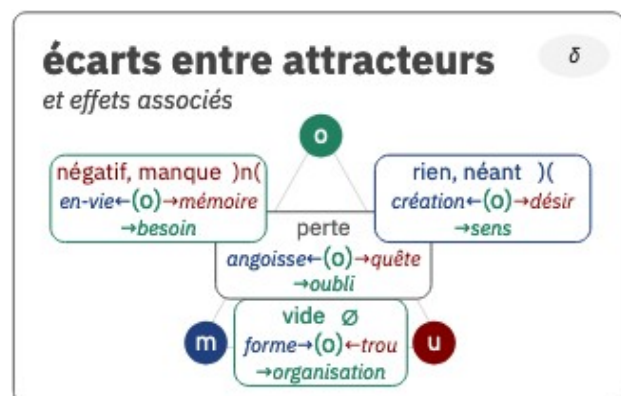 écarts entre attracteurs
δ
et effets associés
o
négatif, manque )n(
en-vie←(o)→mémoire
→besoin
rien, néant )(
création←(o)→désir
→sens
perte
angoisse←(o)→quête
→oubli
m
vide ∅
forme→(o)←trou
→organisation
u